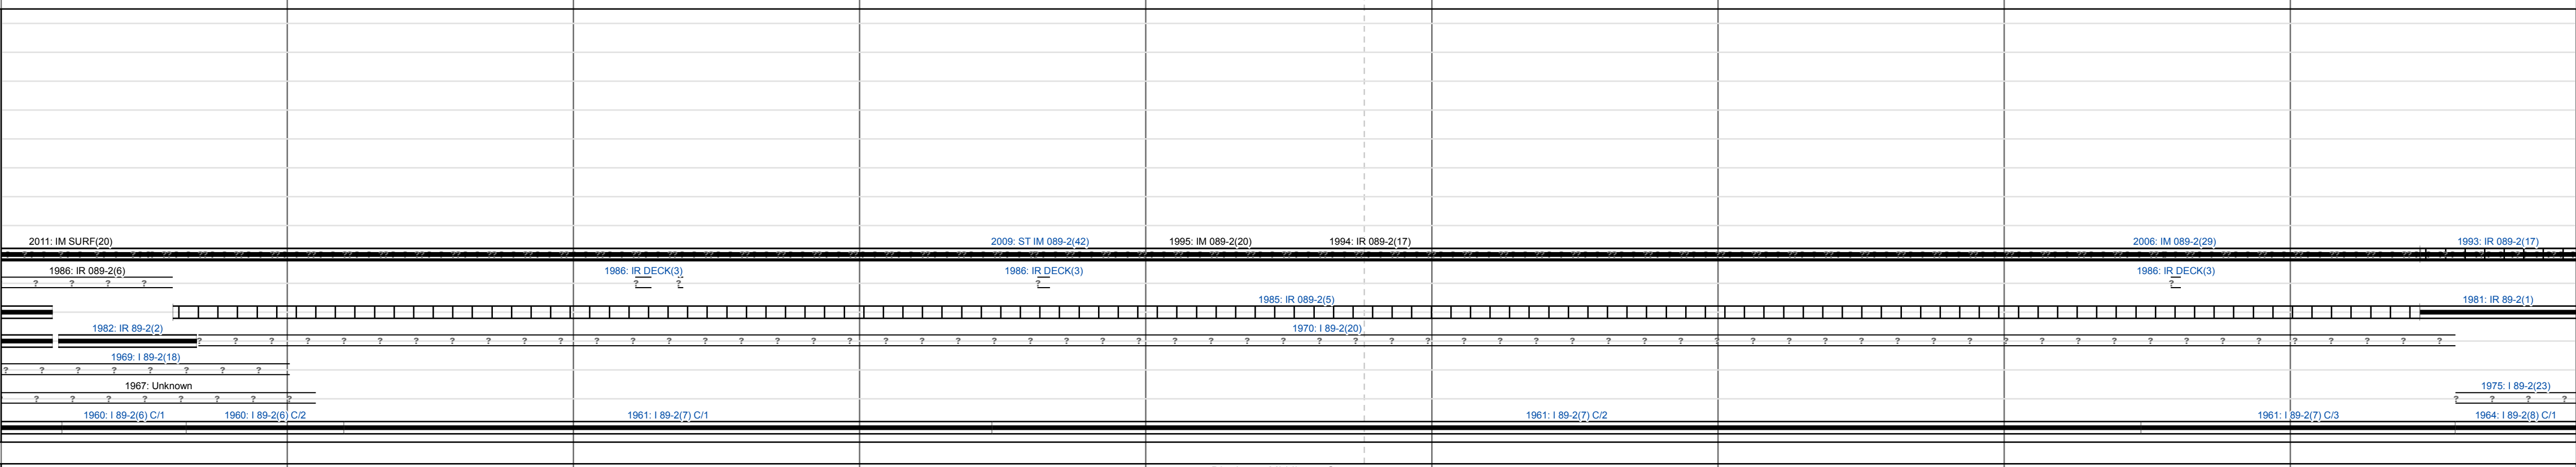 2011: IM SURF(20) 2009: ST IM 089-2(42) 1995: IM 089-2(20) 1994: IR 089-2(17) 2006: IM 089-2(29) 1993: IR 089-2(17)
1986: IR 089-2(6) 1986: IR DECK(3) 1986: IR DECK(3) 1986: IR DECK(3)
1985: IR 089-2(5) 1981: IR 89-2(1)
1982: IR 89-2(2) 1970: I 89-2(20)
1969: I 89-2(18)
1967: Unknown 1975: I 89-2(23)
1960: I 89-2(6) C/1 1960: I 89-2(6) C/2 1961: I 89-2(7) C/1 1961: I 89-2(7) C/2 1961: I 89-2(7) C/3 1964: I 89-2(8) C/1